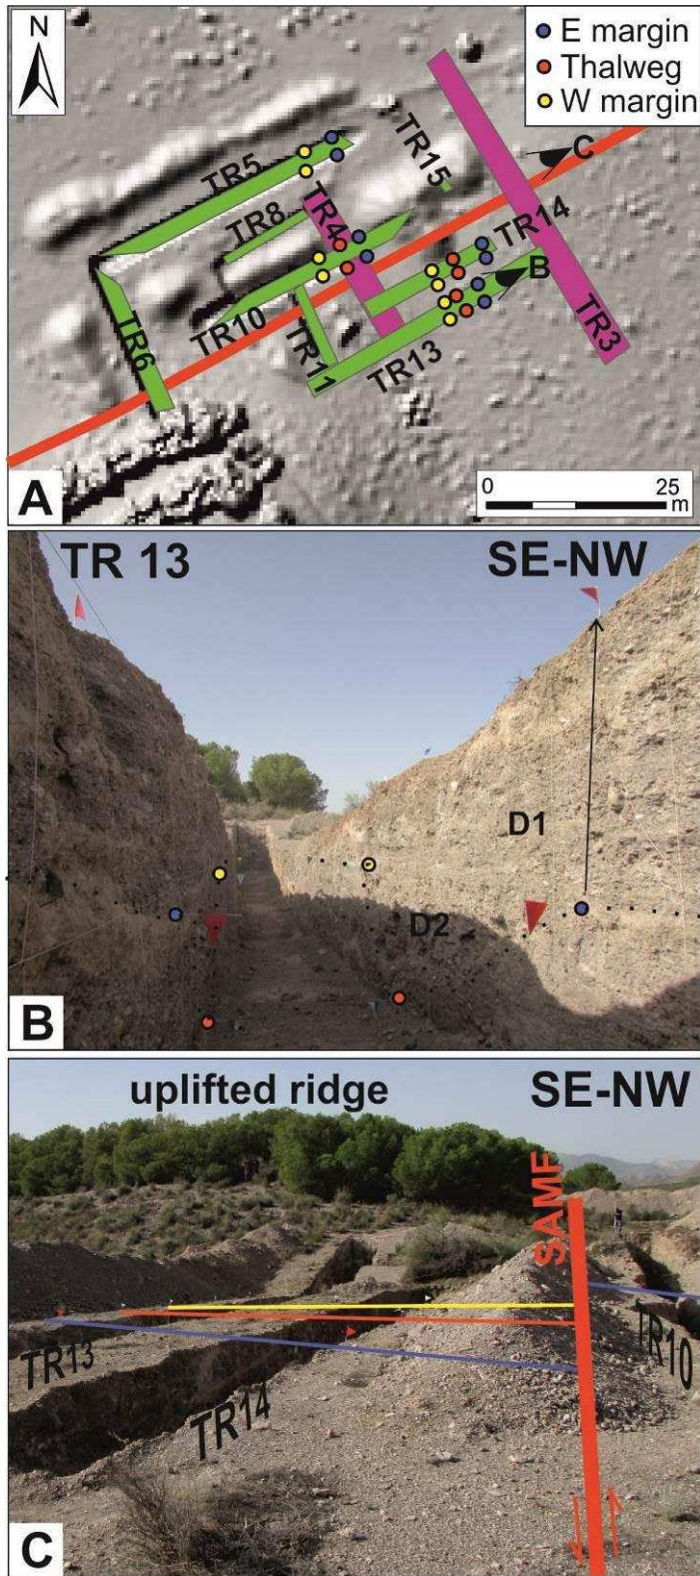 N
E margin
Thalweg
W margin
TR5
TR15
C
TR8
TR4
TR14
B
TR10
TR6
TR11
TR13
TR3
A
0 25
m
TR 13 SE-NW
D1
D2
B
uplifted ridge SE-NW
SAMF
TR13
TR14
TR10
C